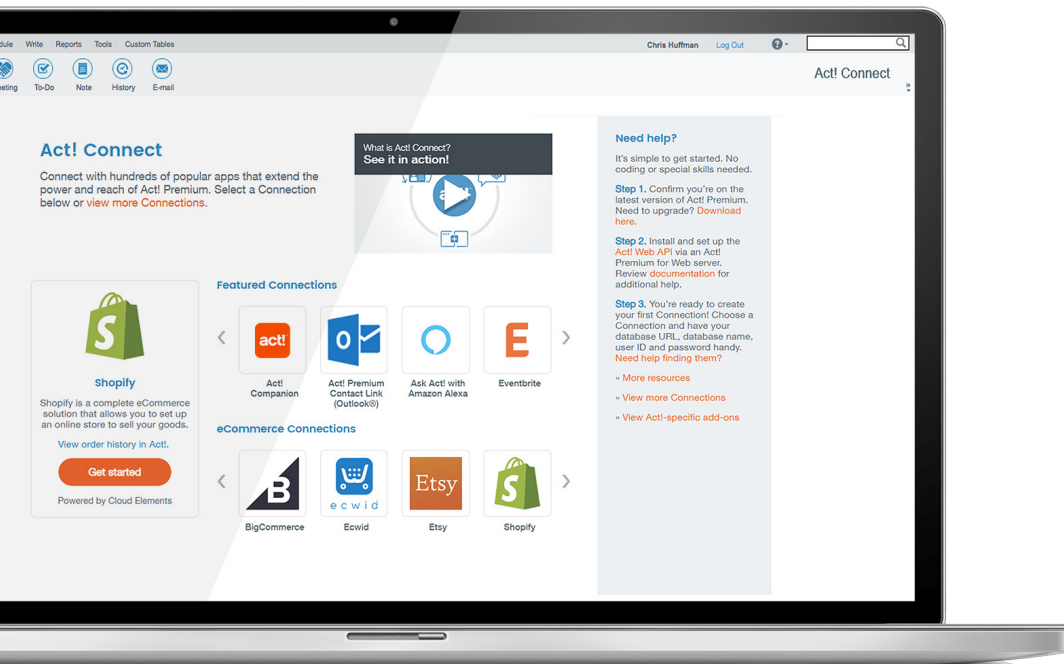 Write Reports Tools Custom Tables
Chris Huffman Log Out ?
To-Do Note History E-mail
Act! Connect
Act! Connect
Connect with hundreds of popular apps that extend the
power and reach of Act! Premium. Select a Connection
below or view more Connections.
What is Act! Connect?
See it in action!
Shopify
Shopify is a complete eCommerce
solution that allows you to set up
an online store to sell your goods.
View order history in Act!.
Get started
Powered by Cloud Elements
Featured Connections
act!
Act!
Companion
Act! Premium
Contact Link
(Outlook®)
Ask Act! with
Amazon Alexa
Eventbrite
eCommerce Connections
B
BigCommerce
ecwid
Ecwid
Etsy
Etsy
S
Shopify
Need help?
It's simple to get started. No
coding or special skills needed.
Step 1. Confirm you're on the
latest version of Act! Premium.
Need to upgrade? Download
here.
Step 2. Install and set up the
Act! Web API via an Act!
Premium for Web server.
Review documentation for
additional help.
Step 3. You're ready to create
your first Connection! Choose a
Connection and have your
database URL, database name,
user ID and password handy.
Need help finding them?
» More resources
» View more Connections
» View Act!-specific add-ons